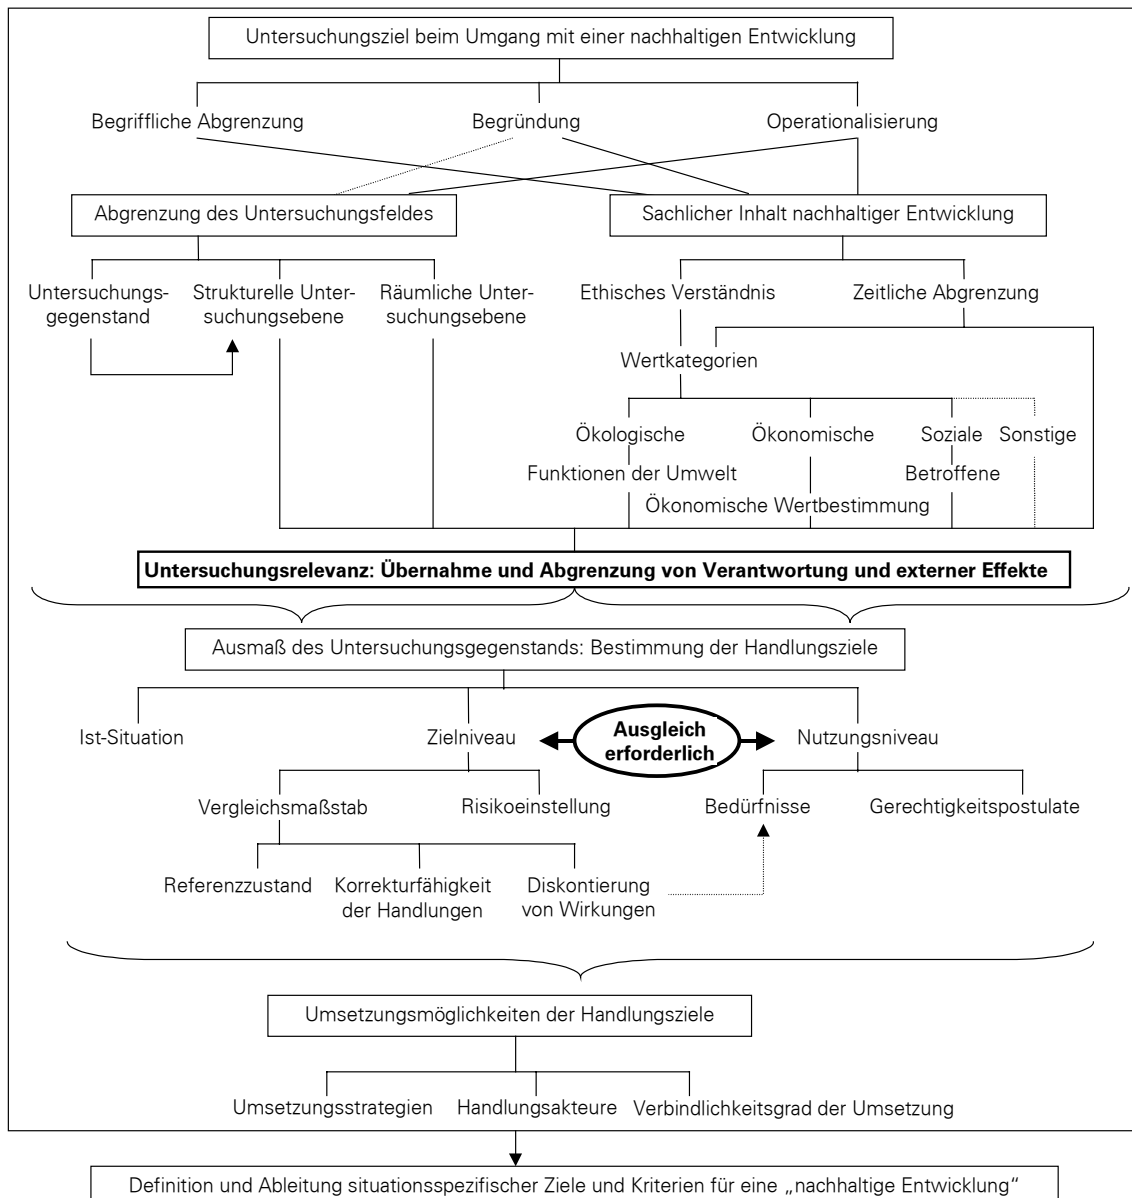 Untersuchungsziel beim Umgang mit einer nachhaltigen Entwicklung
Begriffliche Abgrenzung
Begründung
Operationalisierung
Abgrenzung des Untersuchungsfeldes
Sachlicher Inhalt nachhaltiger Entwicklung
Untersuchungs-
gegenstand
Strukturelle Unter-
suchungsebene
Räumliche Unter-
suchungsebene
Ethisches Verständnis
Zeitliche Abgrenzung
Wertkategorien
Ökologische
Ökonomische
Soziale
Sonstige
Funktionen der Umwelt
Betroffene
Ökonomische Wertbestimmung
Untersuchungsrelevanz: Übernahme und Abgrenzung von Verantwortung und externer Effekte
Ausmaß des Untersuchungsgegenstands: Bestimmung der Handlungsziele
Ist-Situation
Zielniveau
Ausgleich
erforderlich
Nutzungsniveau
Vergleichsmaßstab
Risikoeinstellung
Bedürfnisse
Gerechtigkeitspostulate
Referenzzustand
Korrekturfähigkeit
der Handlungen
Diskontierung
von Wirkungen
Umsetzungsmöglichkeiten der Handlungsziele
Umsetzungsstrategien
Handlungsakteure
Verbindlichkeitsgrad der Umsetzung
Definition und Ableitung situationsspezifischer Ziele und Kriterien für eine „nachhaltige Entwicklung“